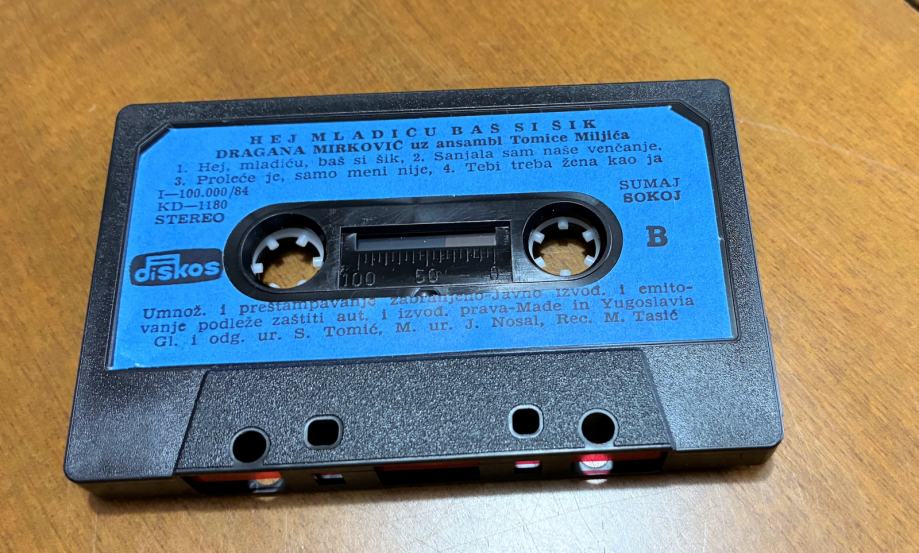 HEJ MLADIĆU BAŠ SI ŠIK
DRAGANA MIRKOVIĆ uz ansambl Tomice Miljića
1. Hej, mladiću, baš si šik, 2. Sanjala sam naše venčanje.
3. Proleće je, samo meni nije, 4. Tebi treba žena kao ja
I—100.000/84
KD—1180
STEREO
SUMAJ
SOKOJ
B
diskos
100 50 0
Umnož. i preštampavanje zabranjeno-Javno izvođ. i emito-
vanje podleže zaštiti aut. i izvođ. prava-Made in Yugoslavia
Gl. i odg. ur. S. Tomić, M. ur. J. Nosal, Rec. M. Tasić